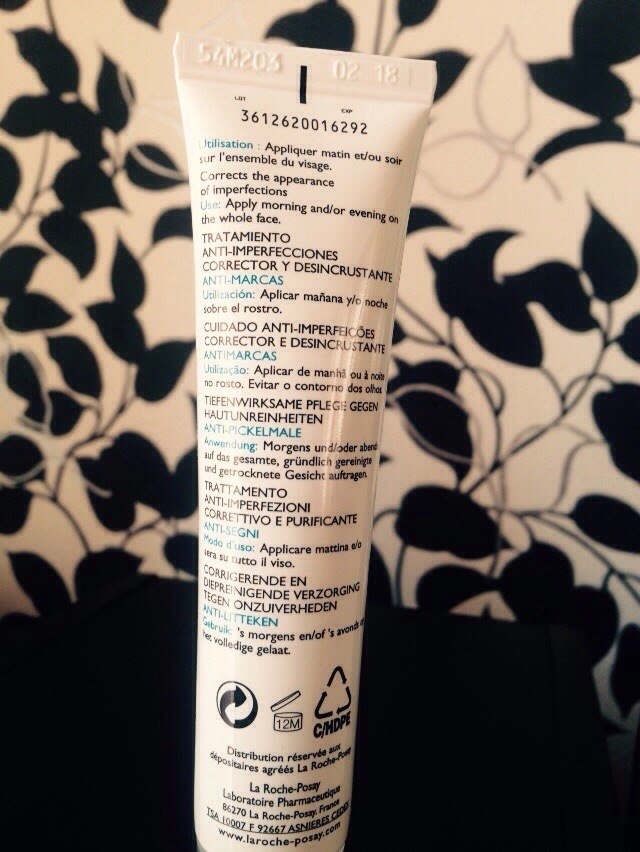 54M203 02 18
LOT EXP
3612620016292
Utilisation : Appliquer matin et/ou soir
sur l'ensemble du visage.
Corrects the appearance
of imperfections
Use: Apply morning and/or evening on
the whole face.
TRATAMIENTO
ANTI-IMPERFECCIONES
CORRECTOR Y DESINCRUSTANTE
ANTI-MARCAS
Utilización: Aplicar mañana y/o noche
sobre el rostro.
CUIDADO ANTI-IMPERFEIÇÕES
CORRECTOR E DESINCRUSTANTE
ANTIMARCAS
Utilização: Aplicar de manhã ou à noite
no rosto. Evitar o contorno dos olhos.
TIEFENWIRKSAME PFLEGE GEGEN
HAUTUNREINHEITEN
ANTI-PICKELMALE
Anwendung: Morgens und/oder abends
auf das gesamte, gründlich gereinigte
und getrocknete Gesicht auftragen.
TRATTAMENTO
ANTI-IMPERFEZIONI
CORRETTIVO E PURIFICANTE
ANTI-SEGNI
Modo d'uso: Applicare mattina e/o
sera su tutto il viso.
CORRIGERENDE EN
DIEPREINIGENDE VERZORGING
TEGEN ONZUIVERHEDEN
ANTI-LITTEKEN
Gebruik: 's morgens en/of 's avonds
het volledige gelaat.
12M
C/HDPE
Distribution réservée aux
dépositaires agréés La Roche-Posay
La Roche-Posay
Laboratoire Pharmaceutique
86270 La Roche-Posay, France
TSA 10007 F 92667 ASNIERES CEDEX
www.laroche-posay.com